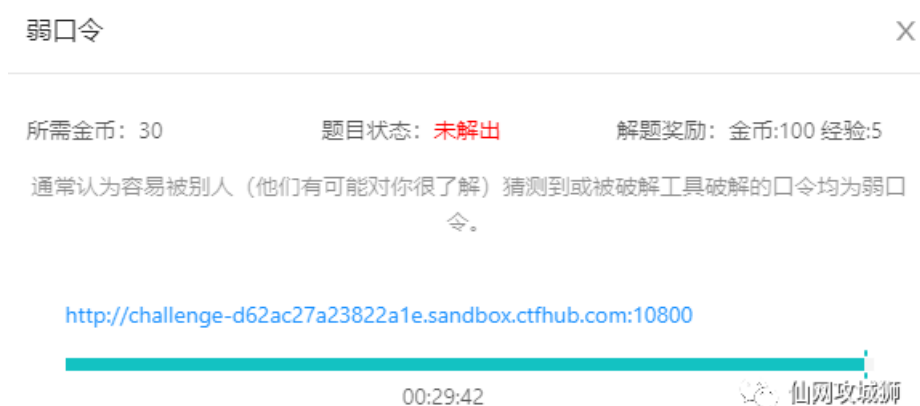 弱口令
X
所需金币：30 题目状态：未解出 解题奖励：金币:100 经验:5
通常认为容易被别人（他们有可能对你很了解）猜测到或被破解工具破解的口令均为弱口
令。
http://challenge-d62ac27a23822a1e.sandbox.ctfhub.com:10800
00:29:42
仙网攻城狮